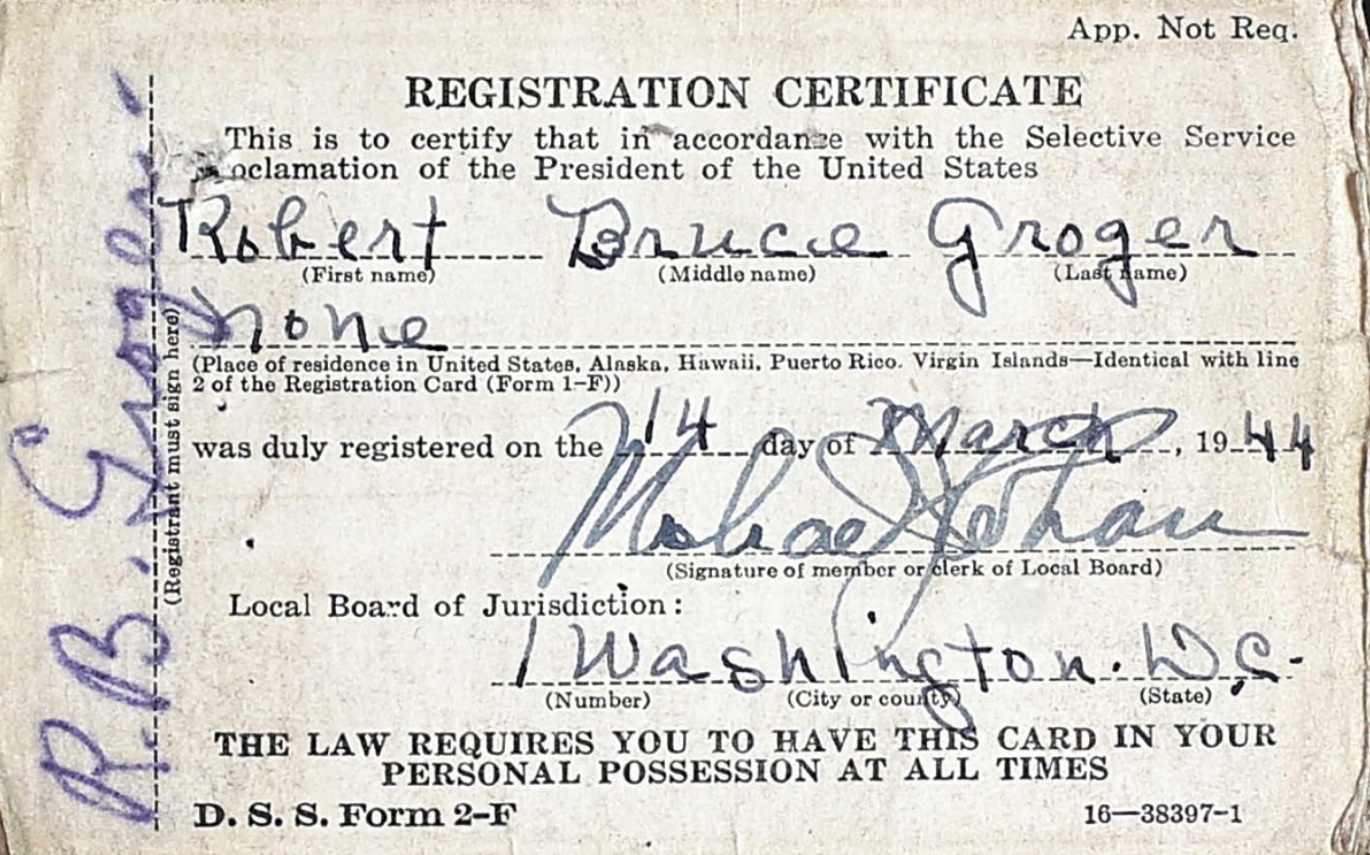 App. Not Req.
REGISTRATION CERTIFICATE
This is to certify that in accordance with the Selective Service
oclamation of the President of the United States
Robert Bruce Groger
(First name) (Middle name) (Last name)
None
(Place of residence in United States, Alaska, Hawaii, Puerto Rico. Virgin Islands—Identical with line
2 of the Registration Card (Form 1–F))
was duly registered on the 14 day of March, 1944
(Signature of member or clerk of Local Board)
Local Board of Jurisdiction:
1 Washington. D.C.
(Number) (City or county) (State)
THE LAW REQUIRES YOU TO HAVE THIS CARD IN YOUR
PERSONAL POSSESSION AT ALL TIMES
D. S. S. Form 2–F 16—38397-1
R.B. Groger
(Registrant must sign here)